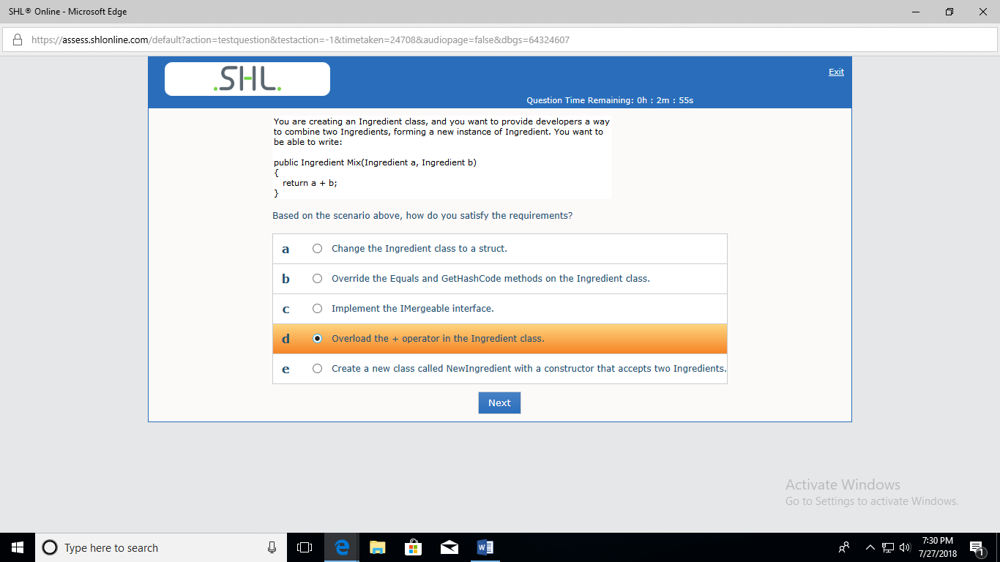 SHL® Online - Microsoft Edge
https://assess.shlonline.com/default?action=testquestion&testaction=-1&timetaken=24708&audiopage=false&dbgs=64324607
.SHL.
Exit
Question Time Remaining: 0h : 2m : 55s
You are creating an Ingredient class, and you want to provide developers a way
to combine two Ingredients, forming a new instance of Ingredient. You want to
be able to write:
public Ingredient Mix(Ingredient a, Ingredient b)
{
return a + b;
}
Based on the scenario above, how do you satisfy the requirements?
a Change the Ingredient class to a struct.
b Override the Equals and GetHashCode methods on the Ingredient class.
c Implement the IMergeable interface.
d Overload the + operator in the Ingredient class.
e Create a new class called NewIngredient with a constructor that accepts two Ingredients.
Next
Activate Windows
Go to Settings to activate Windows.
Type here to search
7:30 PM
7/27/2018
1